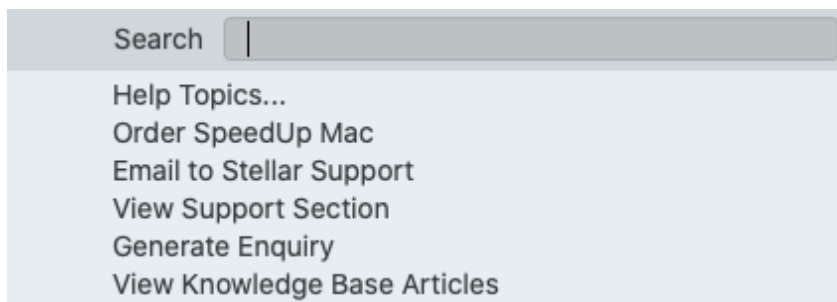 Search
Help Topics...
Order SpeedUp Mac
Email to Stellar Support
View Support Section
Generate Enquiry
View Knowledge Base Articles